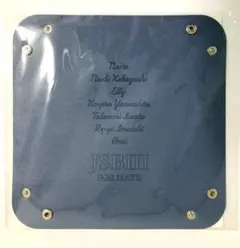 Naoto
Naoki Kobayashi
Elly
Kenjiro Yamashita
Takanori Iwata
Ryuji Imaichi
Omi
JSBIII